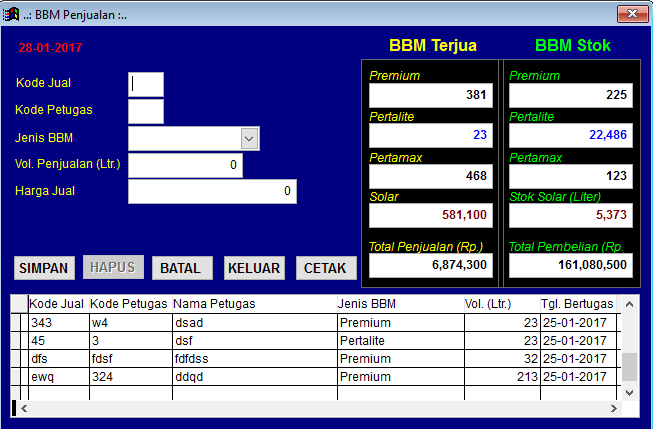 ..: BBM Penjualan :..
28-01-2017
BBM Terjua
BBM Stok
Kode Jual
Kode Petugas
Jenis BBM
Vol. Penjualan (Ltr.)
0
Harga Jual
0
Premium
381
Pertalite
23
Pertamax
468
Solar
581,100
Total Penjualan (Rp.)
6,874,300
Premium
225
Pertalite
22,486
Pertamax
123
Stok Solar (Liter)
5,373
Total Pembelian (Rp.
161,080,500
SIMPAN HAPUS BATAL KELUAR CETAK
Kode Jual Kode Petugas Nama Petugas Jenis BBM Vol. (Ltr.) Tgl. Bertugas
343 w4 dsad Premium 23 25-01-2017
45 3 dsf Pertalite 23 25-01-2017
dfs fdsf fdfdss Premium 32 25-01-2017
ewq 324 ddqd Premium 213 25-01-2017